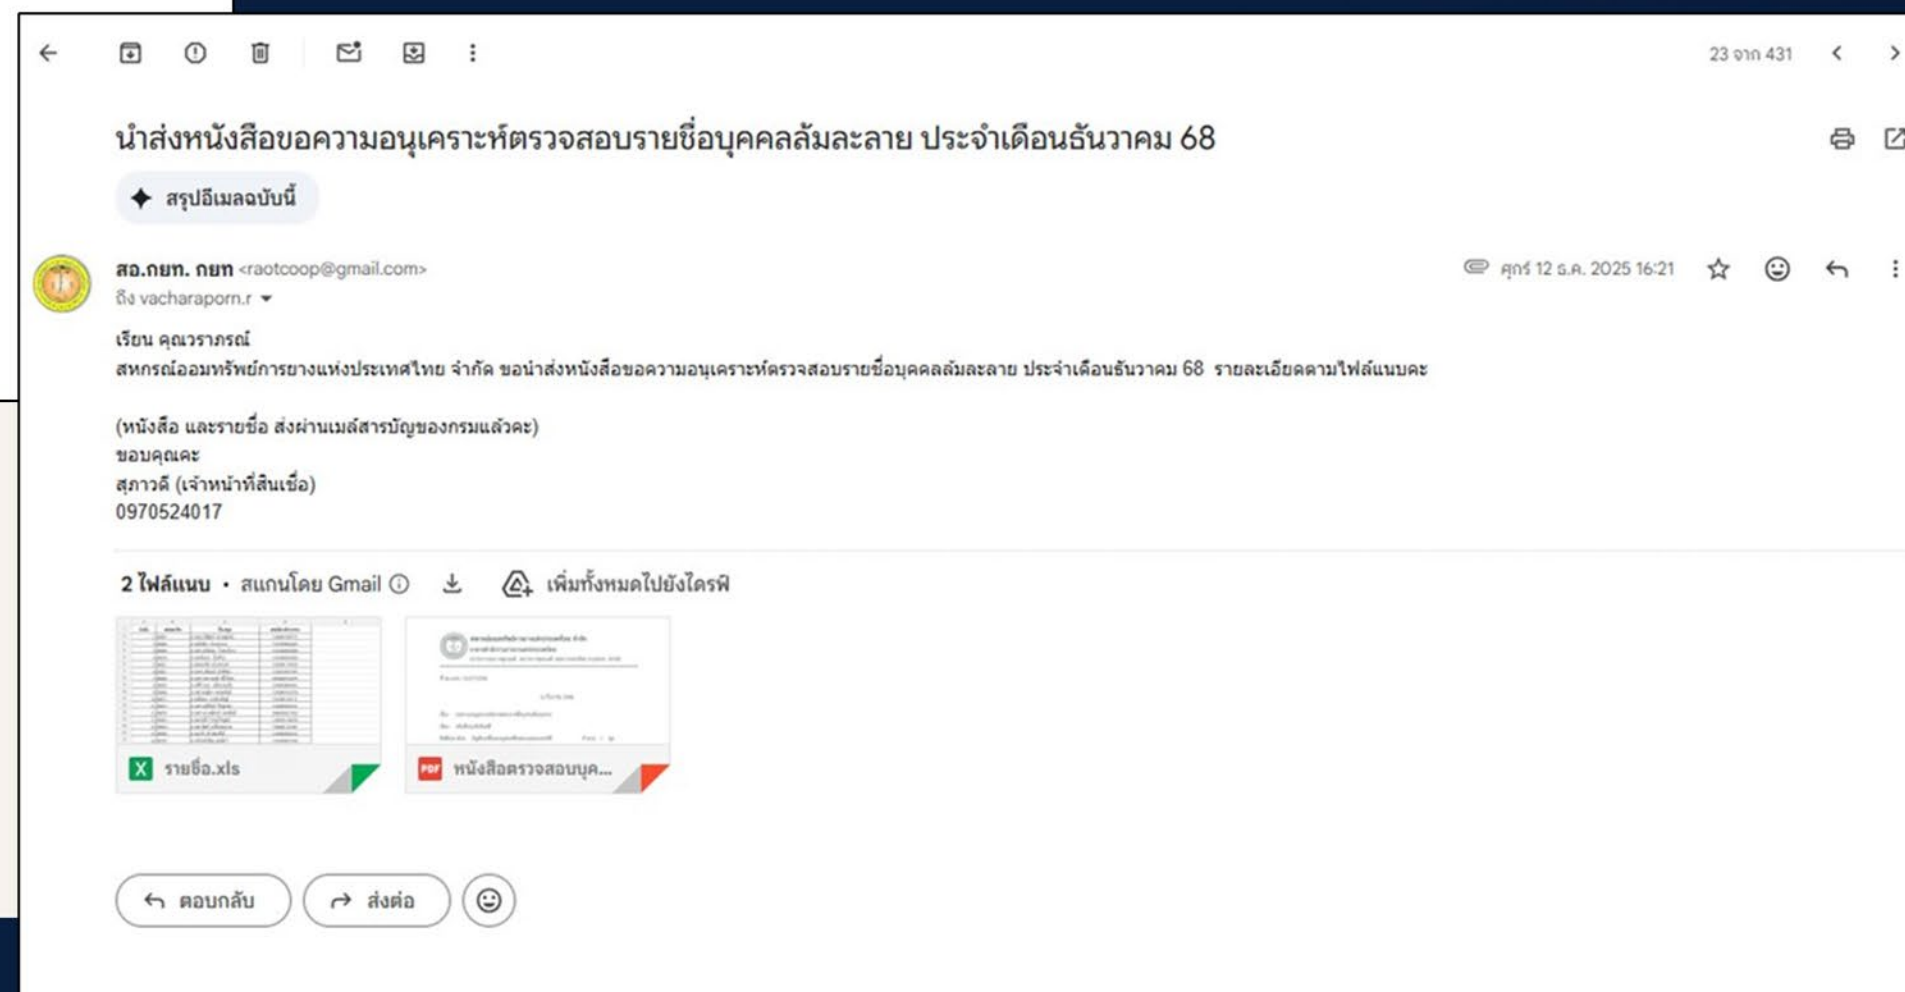 23 จาก 431
นำส่งหนังสือขอความอนุเคราะห์ตรวจสอบรายชื่อบุคคลล้มละลาย ประจำเดือนธันวาคม 68
สรุปอีเมลฉบับนี้
สอ.กยท. กยท <raotcoop@gmail.com>
ศุกร์ 12 ธ.ค. 2025 16:21
ถึง vacharaporn.r
เรียน คุณวราภรณ์
สหกรณ์ออมทรัพย์การยางแห่งประเทศไทย จำกัด ขอนำส่งหนังสือขอความอนุเคราะห์ตรวจสอบรายชื่อบุคคลล้มละลาย ประจำเดือนธันวาคม 68 รายละเอียดตามไฟล์แนบคะ
(หนังสือ และรายชื่อ ส่งผ่านเมล์สารบัญของกรมแล้วคะ)
ขอบคุณคะ
สุภาวดี (เจ้าหน้าที่สินเชื่อ)
0970524017
2 ไฟล์แนบ • สแกนโดย Gmail
เพิ่มทั้งหมดไปยังไดรฟ์
X รายชื่อ.xls
PDF หนังสือตรวจสอบบุค...
ตอบกลับ
ส่งต่อ